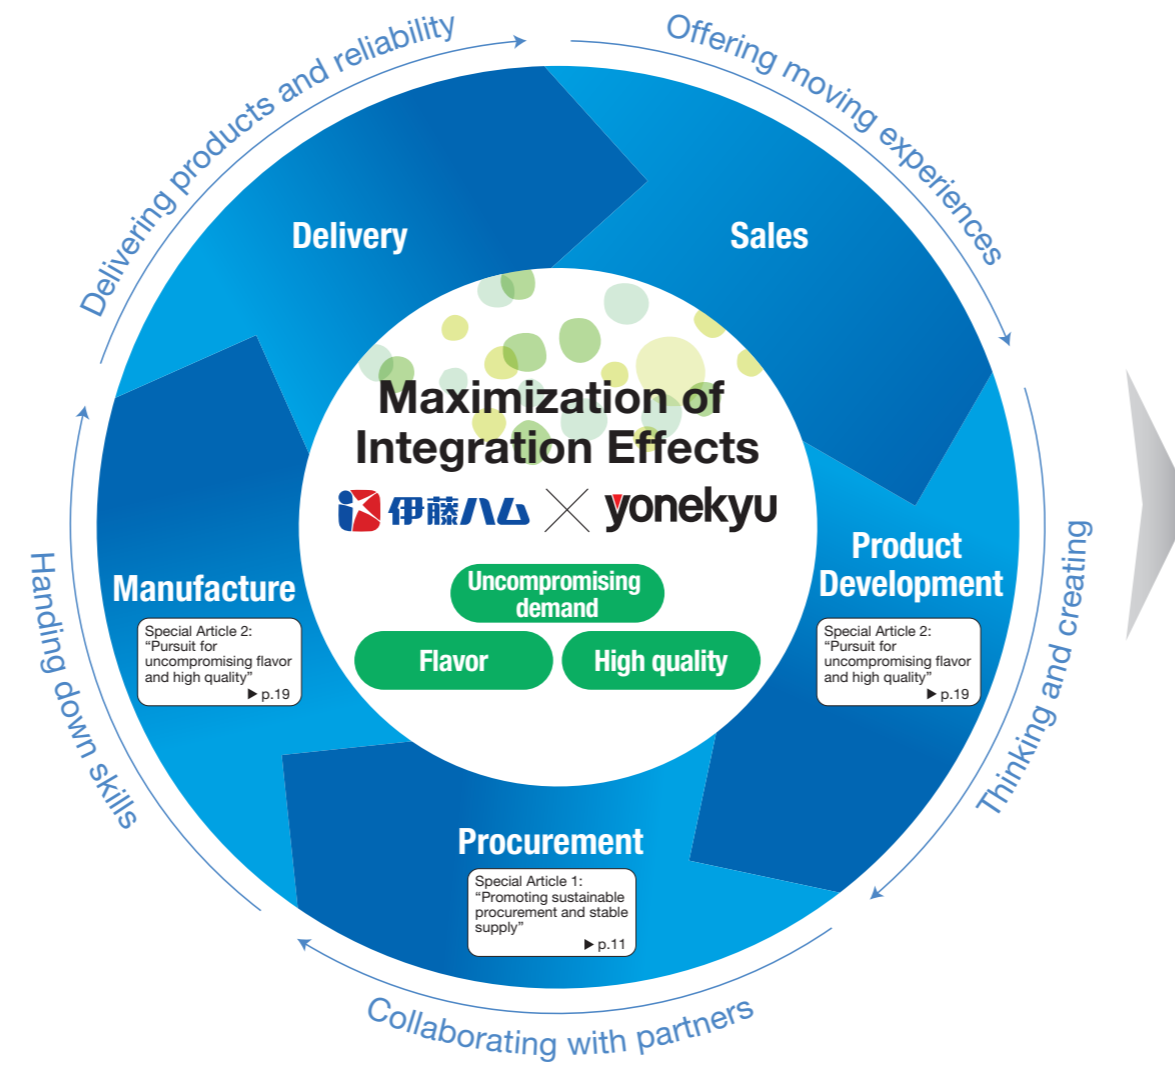 Delivering products and reliability
Offering moving experiences
Delivery
Sales
Maximization of
Integration Effects
伊藤ハム
yonekyu
Uncompromising
demand
Flavor
High quality
Product
Development
Special Article 2:
“Pursuit for
uncompromising flavor
and high quality”
▶ p.19
Thinking and creating
Procurement
Special Article 1:
“Promoting sustainable
procurement and stable
supply”
▶ p.11
Collaborating with partners
Manufacture
Special Article 2:
“Pursuit for
uncompromising flavor
and high quality”
▶ p.19
Handing down skills